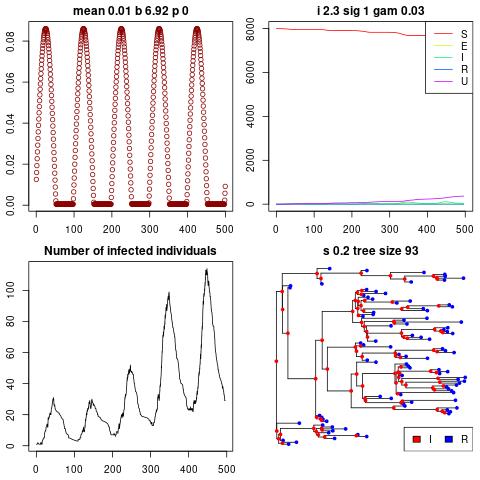 mean 0.01 b 6.92 p 0
0.00 0.02 0.04 0.06 0.08
0 100 200 300 400 500
i 2.3 sig 1 gam 0.03
0 2000 4000 6000 8000
0 100 200 300 400 500
S
E
I
R
U
Number of infected individuals
0 20 40 60 80 100
0 100 200 300 400 500
s 0.2 tree size 93
I R